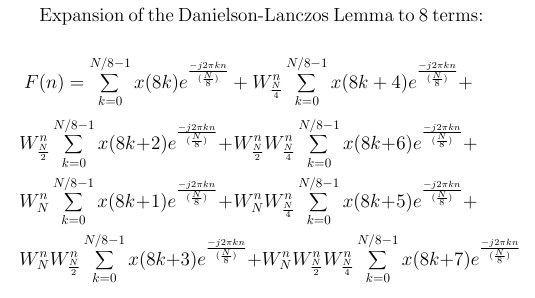 Expansion of the Danielson-Lanczos Lemma to 8 terms:
F(n) = \sum_{k=0}^{N/8-1} x(8k)e^{\frac{-j2\pi kn}{(\frac{N}{8})}} + W_{\frac{N}{4}}^{n} \sum_{k=0}^{N/8-1} x(8k+4)e^{\frac{-j2\pi kn}{(\frac{N}{8})}} +
W_{\frac{N}{2}}^{n} \sum_{k=0}^{N/8-1} x(8k+2)e^{\frac{-j2\pi kn}{(\frac{N}{8})}} + W_{\frac{N}{2}}^{n} W_{\frac{N}{4}}^{n} \sum_{k=0}^{N/8-1} x(8k+6)e^{\frac{-j2\pi kn}{(\frac{N}{8})}} +
W_{N}^{n} \sum_{k=0}^{N/8-1} x(8k+1)e^{\frac{-j2\pi kn}{(\frac{N}{8})}} + W_{N}^{n} W_{\frac{N}{4}}^{n} \sum_{k=0}^{N/8-1} x(8k+5)e^{\frac{-j2\pi kn}{(\frac{N}{8})}} +
W_{N}^{n} W_{\frac{N}{2}}^{n} \sum_{k=0}^{N/8-1} x(8k+3)e^{\frac{-j2\pi kn}{(\frac{N}{8})}} + W_{N}^{n} W_{\frac{N}{2}}^{n} W_{\frac{N}{4}}^{n} \sum_{k=0}^{N/8-1} x(8k+7)e^{\frac{-j2\pi kn}{(\frac{N}{8})}}